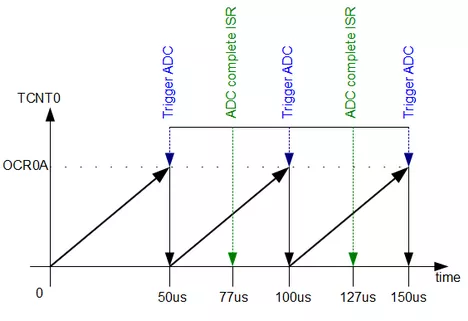 Trigger ADC
ADC complete ISR
Trigger ADC
ADC complete ISR
Trigger ADC
TCNT0
OCR0A
time
0
50us
77us
100us
127us
150us